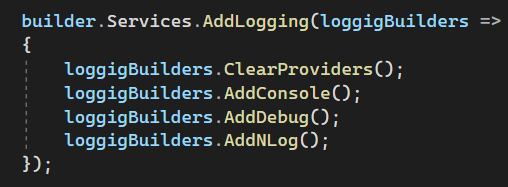 builder.Services.AddLogging(loggigBuilders =>
{
    loggigBuilders.ClearProviders();
    loggigBuilders.AddConsole();
    loggigBuilders.AddDebug();
    loggigBuilders.AddNLog();
});